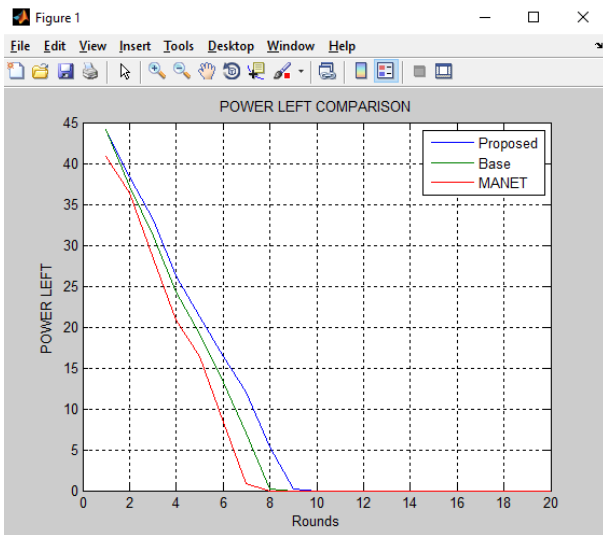 Figure 1
File Edit View Insert Tools Desktop Window Help
POWER LEFT COMPARISON
45
40
35
30
25
20
15
10
5
0
POWER LEFT
Proposed
Base
MANET
0 2 4 6 8 10 12 14 16 18 20
Rounds